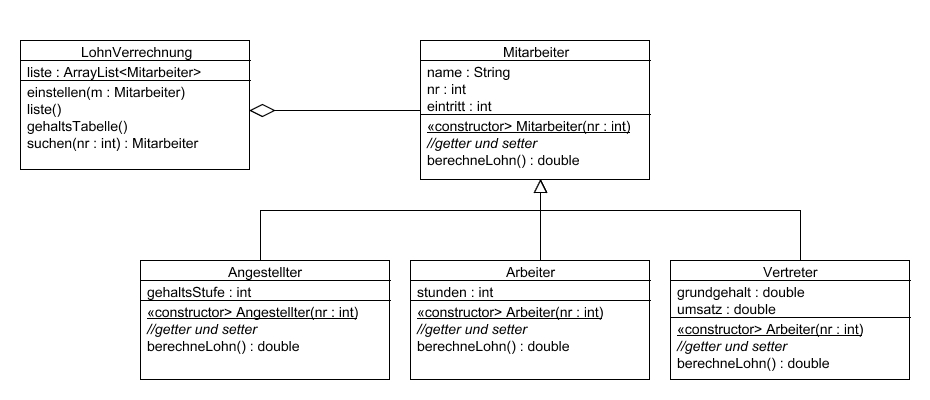 LohnVerrechnung
liste : ArrayList<Mitarbeiter>
einstellen(m : Mitarbeiter)
liste()
gehaltsTabelle()
suchen(nr : int) : Mitarbeiter
Mitarbeiter
name : String
nr : int
eintritt : int
«constructor> Mitarbeiter(nr : int)
//getter und setter
berechneLohn() : double
Angestellter
gehaltsStufe : int
«constructor> Angestellter(nr : int)
//getter und setter
berechneLohn() : double
Arbeiter
stunden : int
«constructor> Arbeiter(nr : int)
//getter und setter
berechneLohn() : double
Vertreter
grundgehalt : double
umsatz : double
«constructor> Arbeiter(nr : int)
//getter und setter
berechneLohn() : double